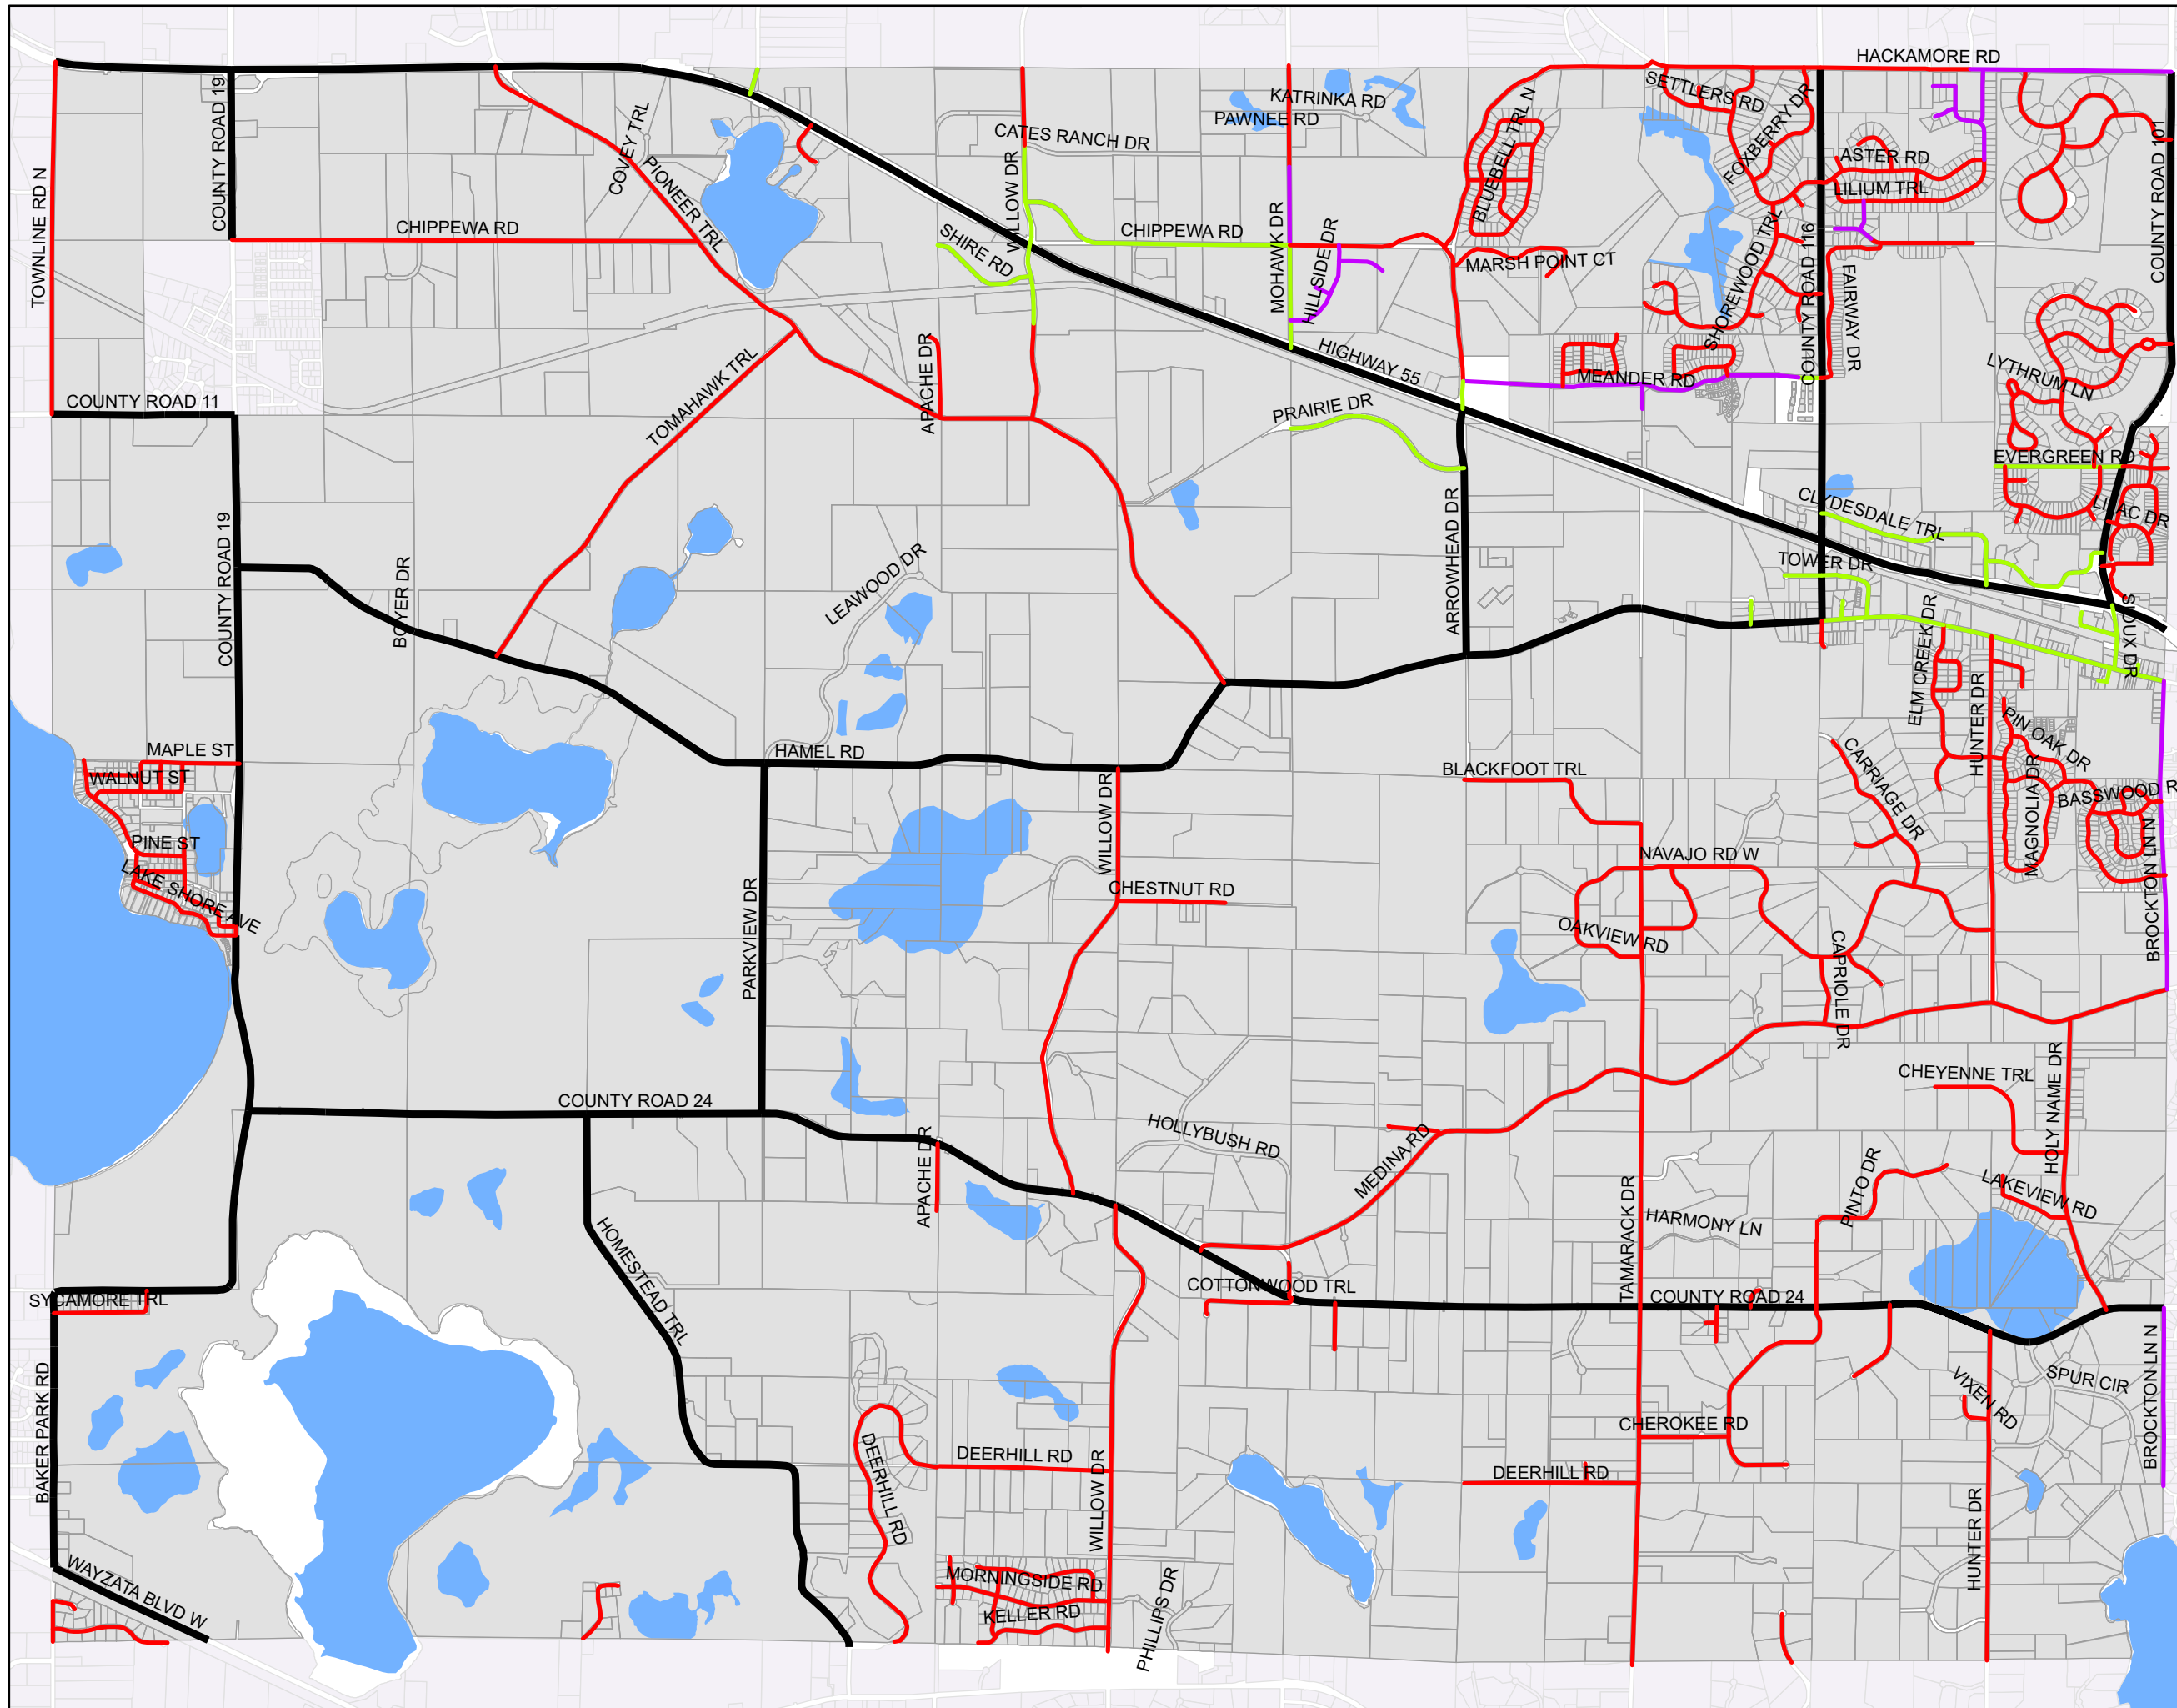 HACKAMORE RD
SETTLERS RD
KATRINKA RD
PAWNEE RD
COUNTY ROAD 19
COVEY TRL
CATES RANCH DR
BLUEBELL TRL N
FOXBERRY DR
ASTER RD
LILIUM TRL
COUNTY ROAD 101
TOWNLINE RD N
PIONEER TRL
CHIPPEWA RD
WILLOW DR
SHIRE RD
CHIPPEWA RD
MOHAWK DR
HILLSIDE DR
MARSH POINT CT
SHOREWOOD TRL
COUNTY ROAD 116
FAIRWAY DR
APACHE DR
TOMAHAWK TRL
HIGHWAY 55
MEANDER RD
LYTHRUM LN
COUNTY ROAD 11
PRAIRIE DR
EVERGREEN RD
CLYDESDALE TRL
LILAC DR
COUNTY ROAD 19
BOYER DR
LEAWOOD DR
ARROWHEAD DR
TOWER DR
SIOUX DR
ELM CREEK DR
HUNTER DR
PIN OAK DR
MAPLE ST
HAMEL RD
WALNUT ST
WILLOW DR
BLACKFOOT TRL
CARRIAGE DR
MAGNOLIA DR
BASSWOOD R
PINE ST
LAKE SHORE AVE
PARKVIEW DR
CHESTNUT RD
NAVAJO RD W
OAKVIEW RD
CAPRIOLE DR
BROCKTON LN N
COUNTY ROAD 24
CHEYENNE TRL
HOLY NAME DR
APACHE DR
HOLLYBUSH RD
MEDINA RD
TAMARACK DR
PINTO DR
LAKEVIEW RD
HARMONY LN
HOMESTEAD TRL
SYCAMORE TRL
COTTONWOOD TRL
COUNTY ROAD 24
BAKER PARK RD
VIXEN RD
SPUR CIR
BROCKTON LN N
DEERHILL RD
DEERHILL RD
WILLOW DR
CHEROKEE RD
DEERHILL RD
HUNTER DR
WAYZATA BLVD W
MORNINGSIDE RD
KELLER RD
PHILLIPS DR